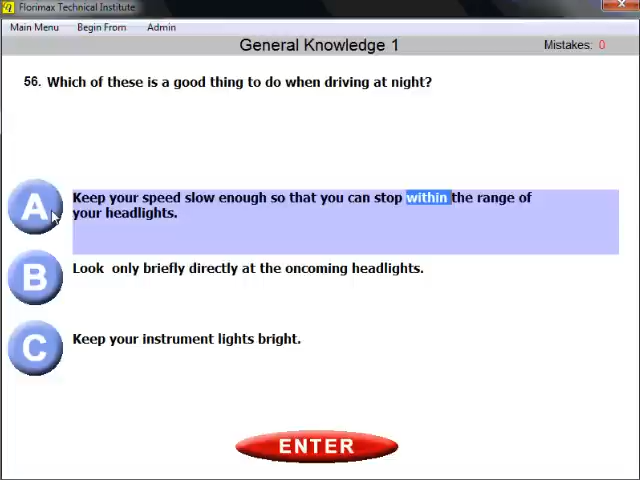 Florimax Technical Institute
Main Menu Begin From Admin
General Knowledge 1 Mistakes: 0
56. Which of these is a good thing to do when driving at night?
A Keep your speed slow enough so that you can stop within the range of
your headlights.
B Look only briefly directly at the oncoming headlights.
C Keep your instrument lights bright.
ENTER